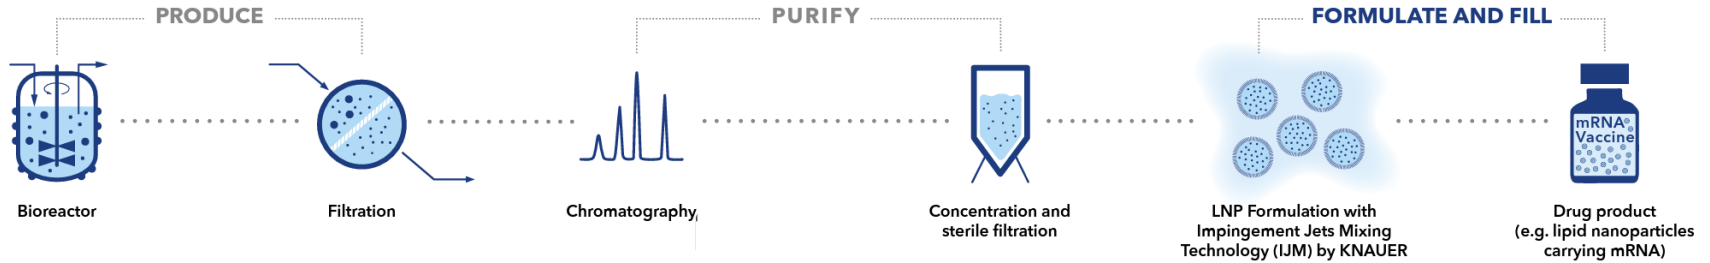 PRODUCE
PURIFY
FORMULATE AND FILL
mRNA
Vaccine
Bioreactor
Filtration
Chromatography
Concentration and
sterile filtration
LNP Formulation with
Impingement Jets Mixing
Technology (IJM) by KNAUER
Drug product
(e.g. lipid nanoparticles
carrying mRNA)